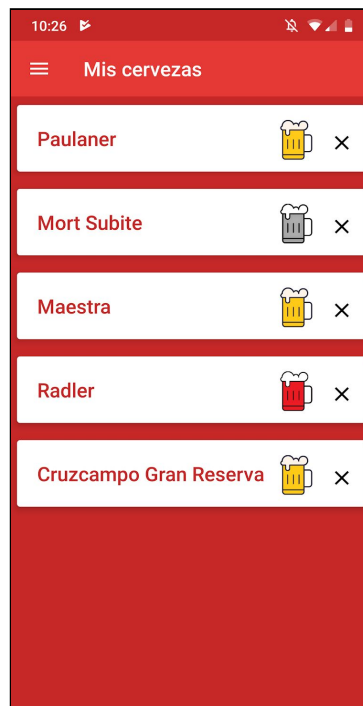 10:26
Mis cervezas
Paulaner
Mort Subite
Maestra
Radler
Cruzcampo Gran Reserva